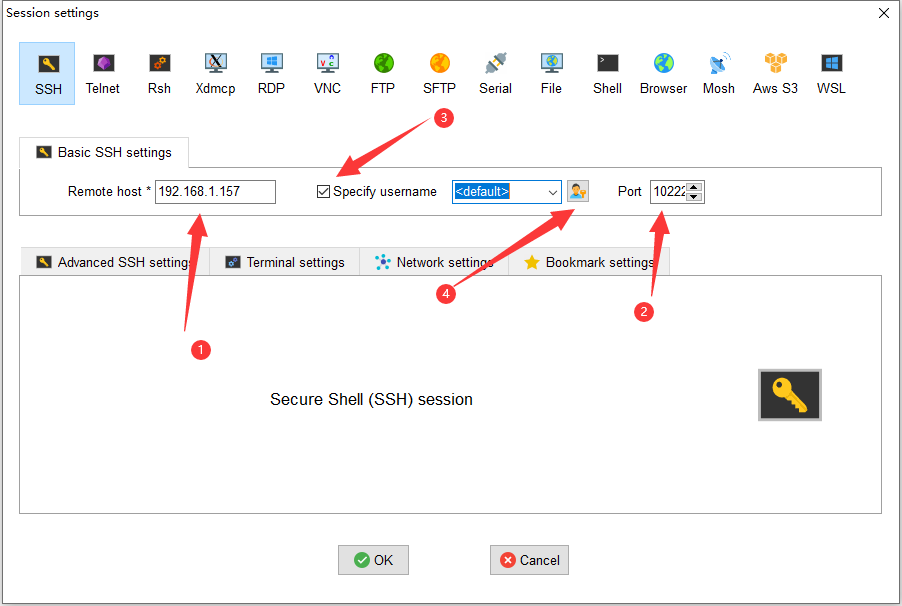 Session settings
SSH Telnet Rsh Xdmcp RDP VNC FTP SFTP Serial File Shell Browser Mosh Aws S3 WSL
3
Basic SSH settings
Remote host * 192.168.1.157 Specify username <default> Port 10222
Advanced SSH settings Terminal settings Network settings Bookmark settings
4
2
1
Secure Shell (SSH) session
OK Cancel